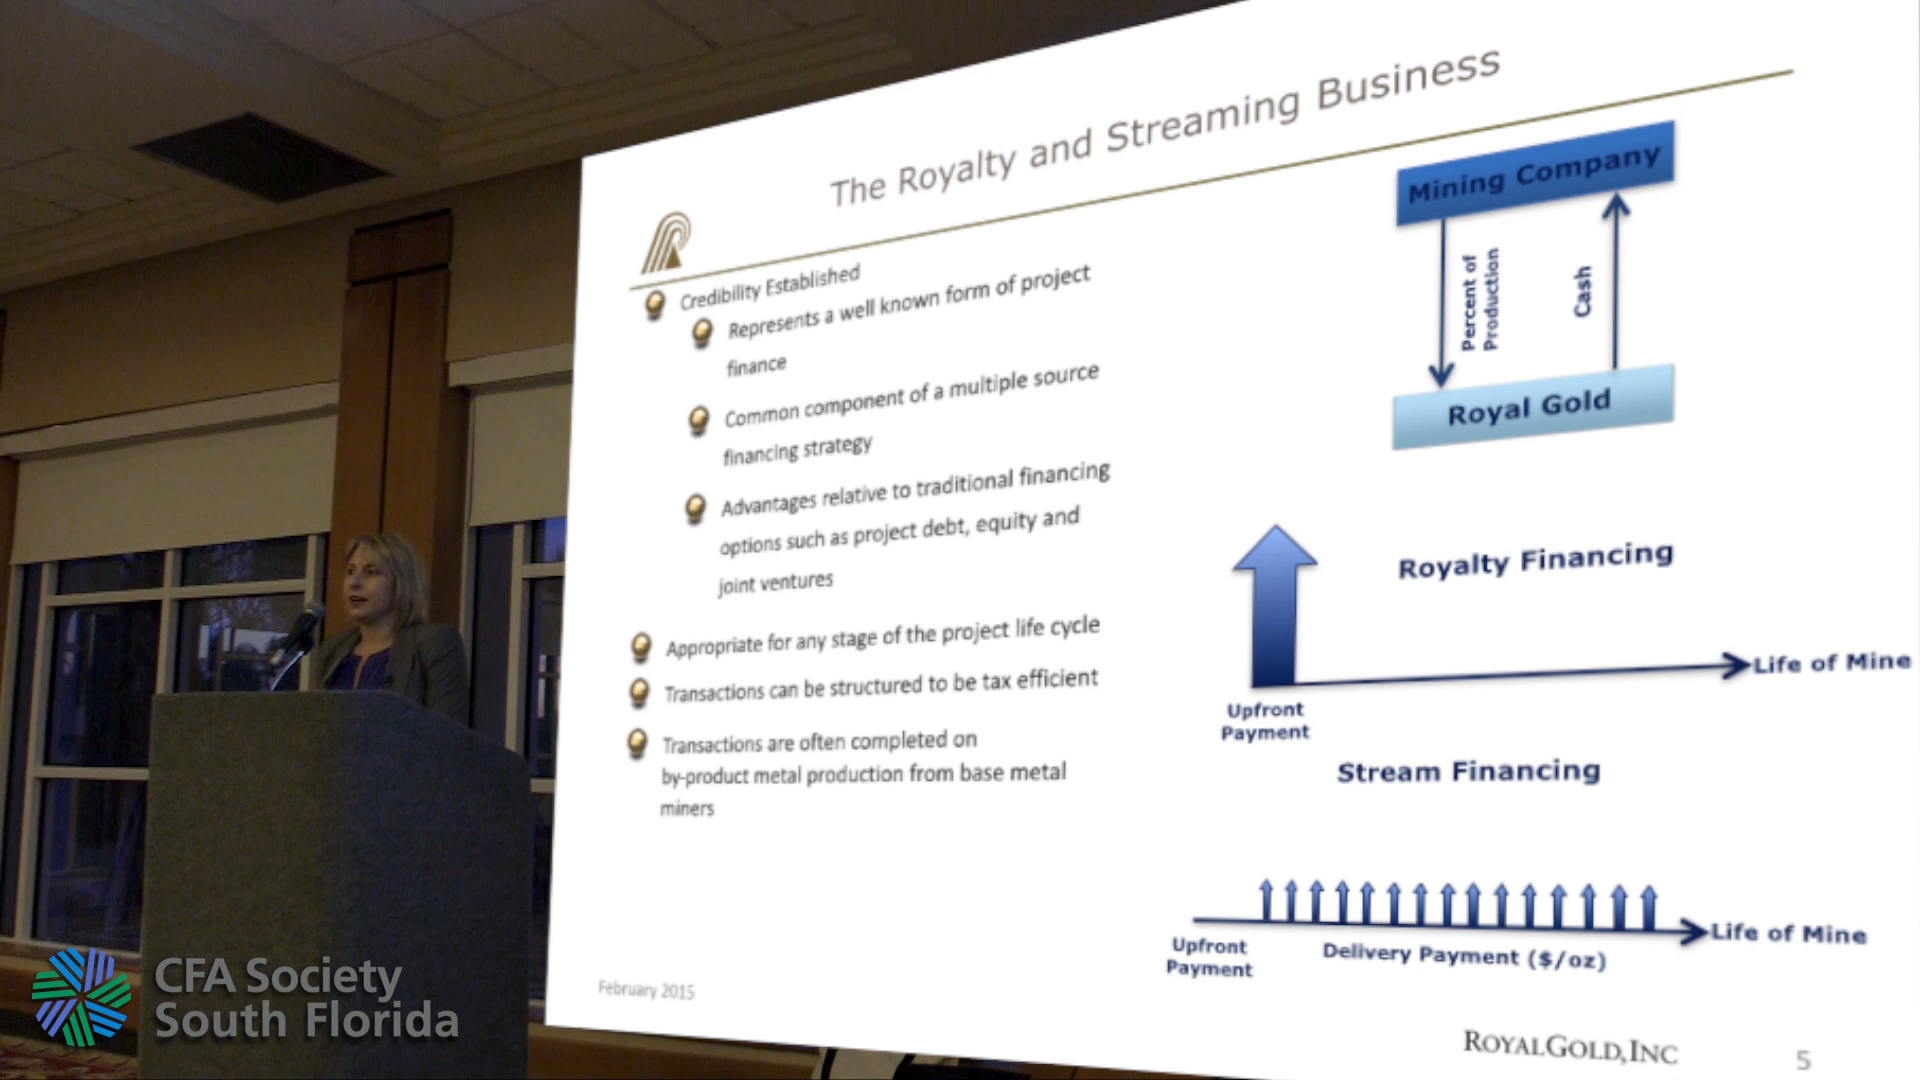 The Royalty and Streaming Business
Credibility Established
Represents a well known form of project
finance
Common component of a multiple source
financing strategy
Advantages relative to traditional financing
options such as project debt, equity and
joint ventures
Appropriate for any stage of the project life cycle
Transactions can be structured to be tax efficient
Transactions are often completed on
by-product metal production from base metal
miners
Mining Company
Percent of
Production
Cash
Royal Gold
Royalty Financing
Life of Mine
Upfront
Payment
Stream Financing
Life of Mine
Upfront
Payment
Delivery Payment ($/oz)
February 2015
ROYAL GOLD, INC
5
CFA Society
South Florida